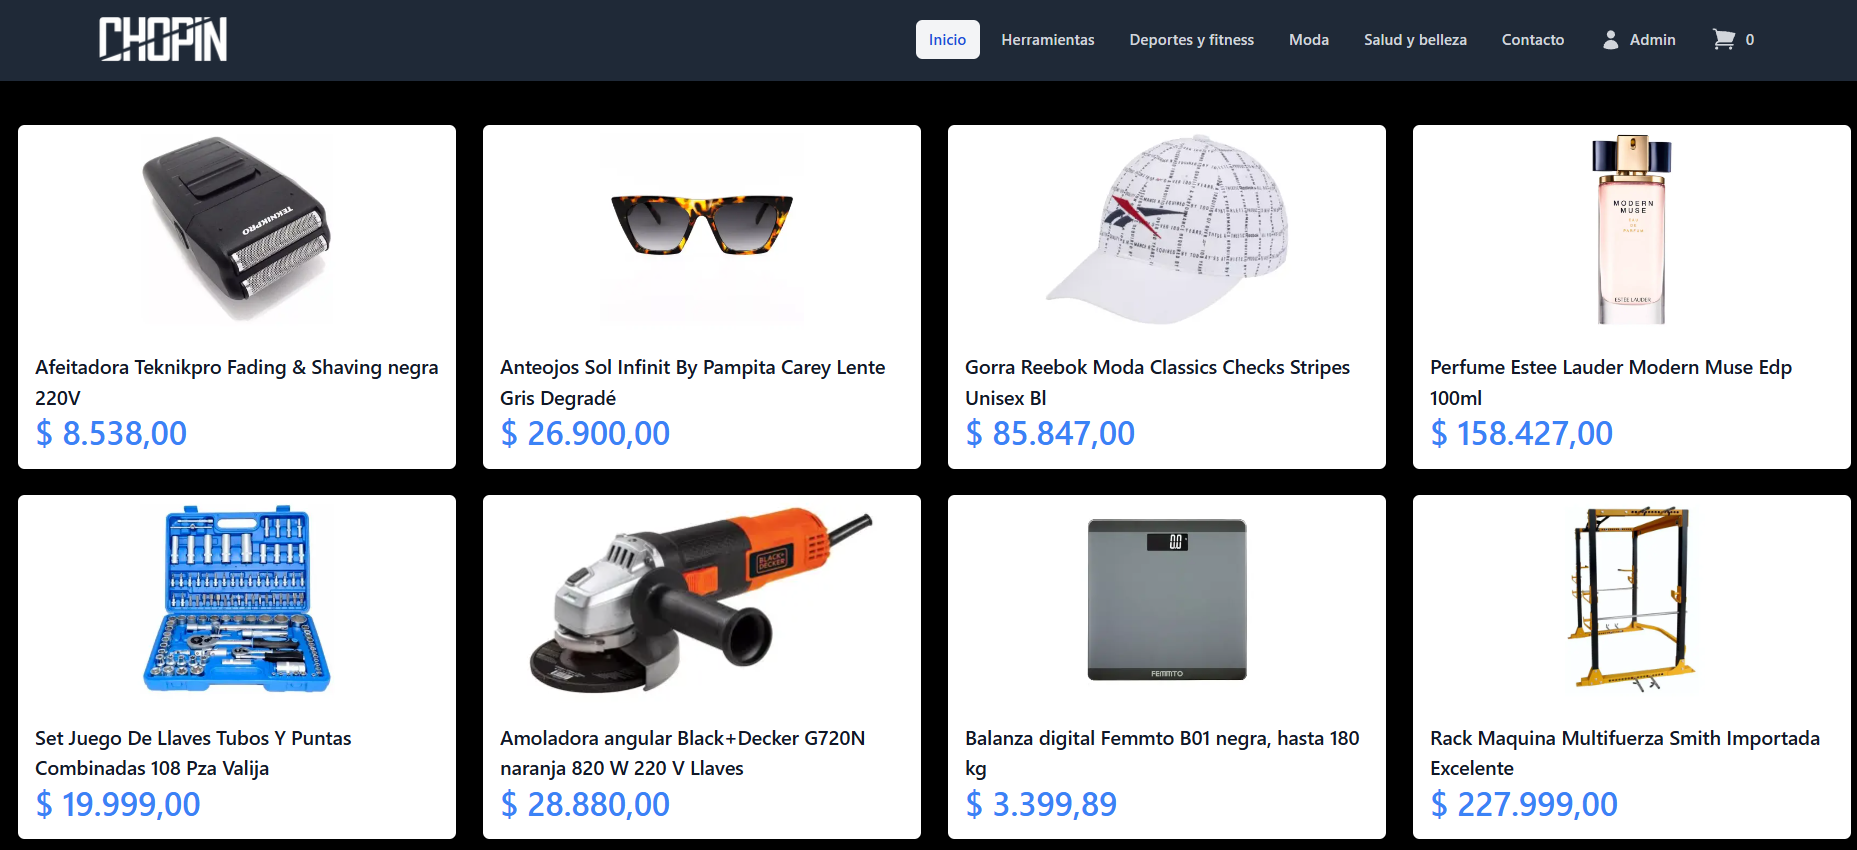 CHOPIN
Inicio Herramientas Deportes y fitness Moda Salud y belleza Contacto Admin 0
TEKNIKPRO
MODERN
MUSE
EAU
DE
PARFUM
ESTEE LAUDER
Afeitadora Teknikpro Fading & Shaving negra
220V
$ 8.538,00
Anteojos Sol Infinit By Pampita Carey Lente
Gris Degradé
$ 26.900,00
Gorra Reebok Moda Classics Checks Stripes
Unisex Bl
$ 85.847,00
Perfume Estee Lauder Modern Muse Edp
100ml
$ 158.427,00
BLACK+
DECKER
0.0
FEMMTO
Set Juego De Llaves Tubos Y Puntas
Combinadas 108 Pza Valija
$ 19.999,00
Amoladora angular Black+Decker G720N
naranja 820 W 220 V Llaves
$ 28.880,00
Balanza digital Femmto B01 negra, hasta 180
kg
$ 3.399,89
Rack Maquina Multifuerza Smith Importada
Excelente
$ 227.999,00